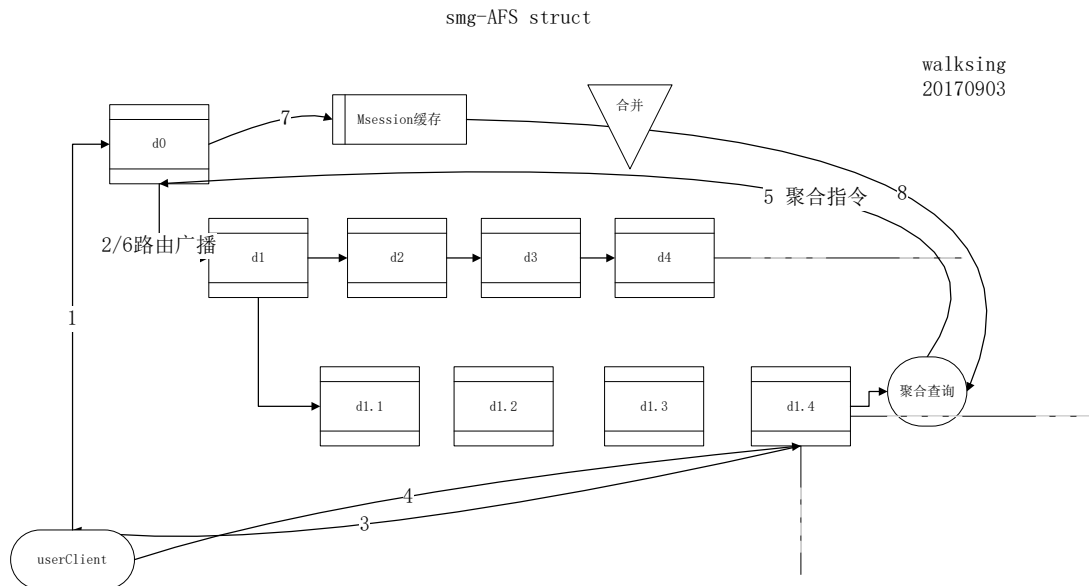 smg-AFS struct
walksing
20170903
合并
7
Msession缓存
d0
8
5 聚合指令
2/6路由广播
d1
d2
d3
d4
1
聚合查询
d1.1
d1.2
d1.3
d1.4
4
3
userClient